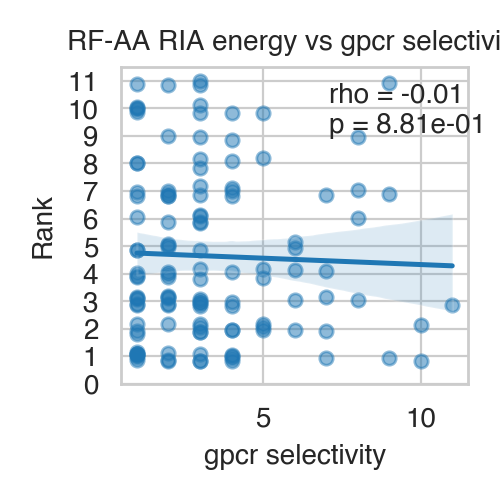 RF-AA RIA energy vs gpcr selectivi
rho = -0.01
p = 8.81e-01
11
10
9
8
7
6
5
4
3
2
1
0
Rank
5 10
gpcr selectivity